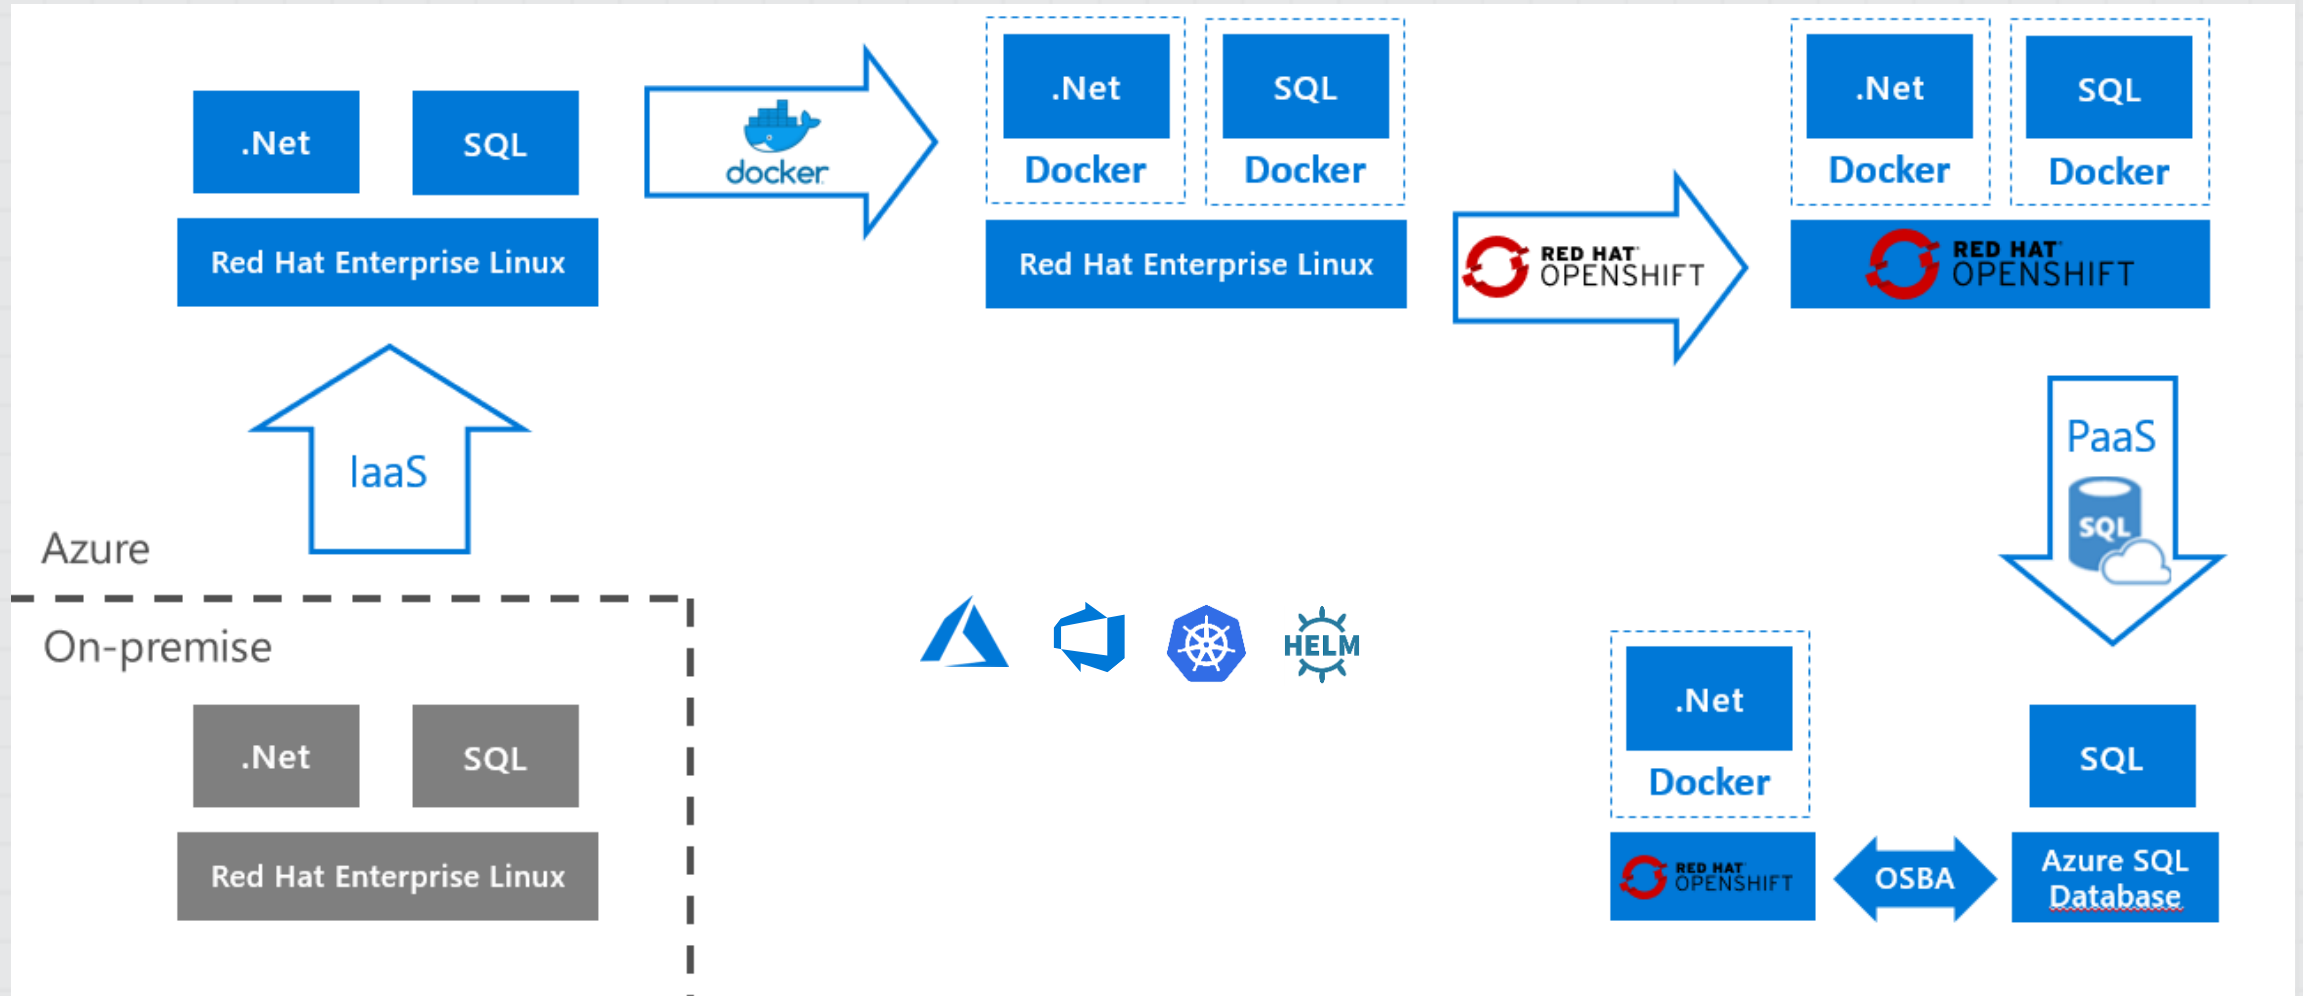 .Net
SQL
Red Hat Enterprise Linux
docker
.Net
SQL
Docker
Docker
Red Hat Enterprise Linux
RED HAT
OPENSHIFT
.Net
SQL
Docker
Docker
RED HAT
OPENSHIFT
IaaS
PaaS
SQL
Azure
On-premise
.Net
SQL
Red Hat Enterprise Linux
HELM
.Net
Docker
RED HAT
OPENSHIFT
OSBA
SQL
Azure SQL
Database